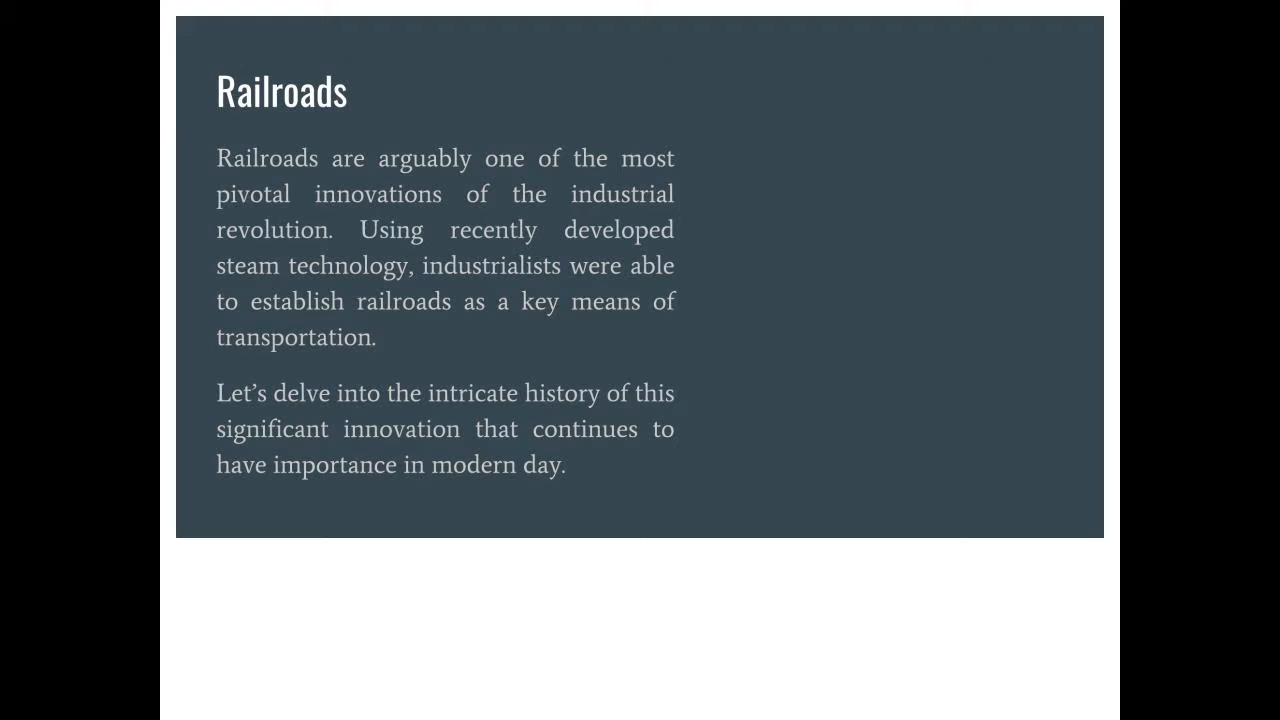 Railroads
Railroads are arguably one of the most
pivotal innovations of the industrial
revolution. Using recently developed
steam technology, industrialists were able
to establish railroads as a key means of
transportation.
Let’s delve into the intricate history of this
significant innovation that continues to
have importance in modern day.